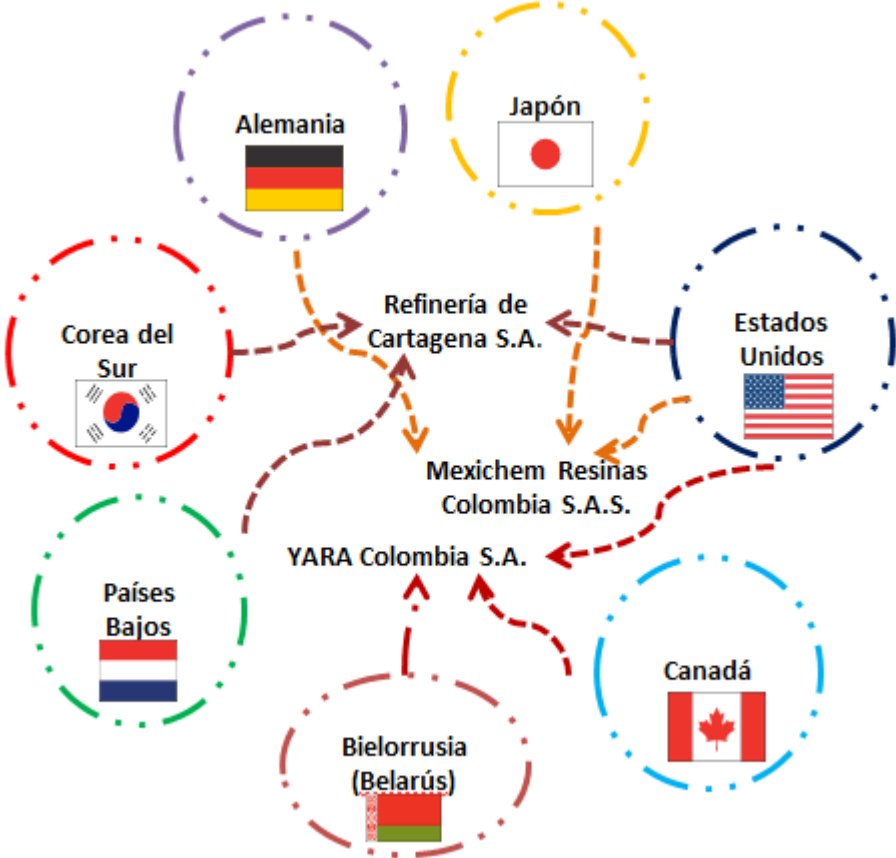 Alemania
Japón
Corea del
Sur
Refinería de
Cartagena S.A.
Estados
Unidos
Mexichem Resinas
Colombia S.A.S.
YARA Colombia S.A.
Países
Bajos
Canadá
Bielorrusia
(Belarús)